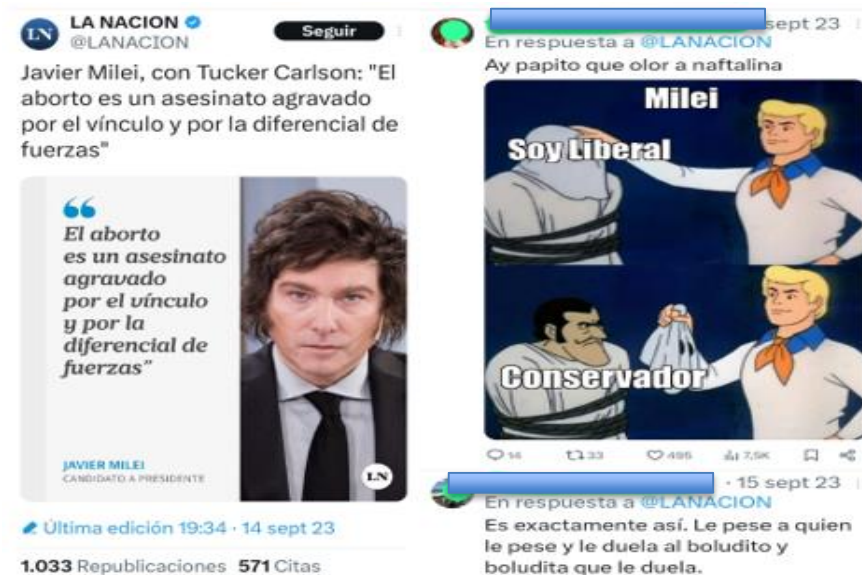 LN
LA NACION
@LANACION
Seguir
Javier Milei, con Tucker Carlson: "El
aborto es un asesinato agravado
por el vínculo y por la diferencial de
fuerzas"
“
El aborto
es un asesinato
agravado
por el vínculo
y por la
diferencial de
fuerzas”
JAVIER MILEI
CANDIDATO A PRESIDENTE
LN
Última edición 19:34 · 14 sept 23
1.033 Republicaciones 571 Citas
sept 23
En respuesta a @LANACION
Ay papito que olor a naftalina
Milei
Soy Liberal
Conservador
14 33 495 7,5K
· 15 sept 23
En respuesta a @LANACION
Es exactamente así. Le pese a quien
le pese y le duela al boludito y
boludita que le duela.